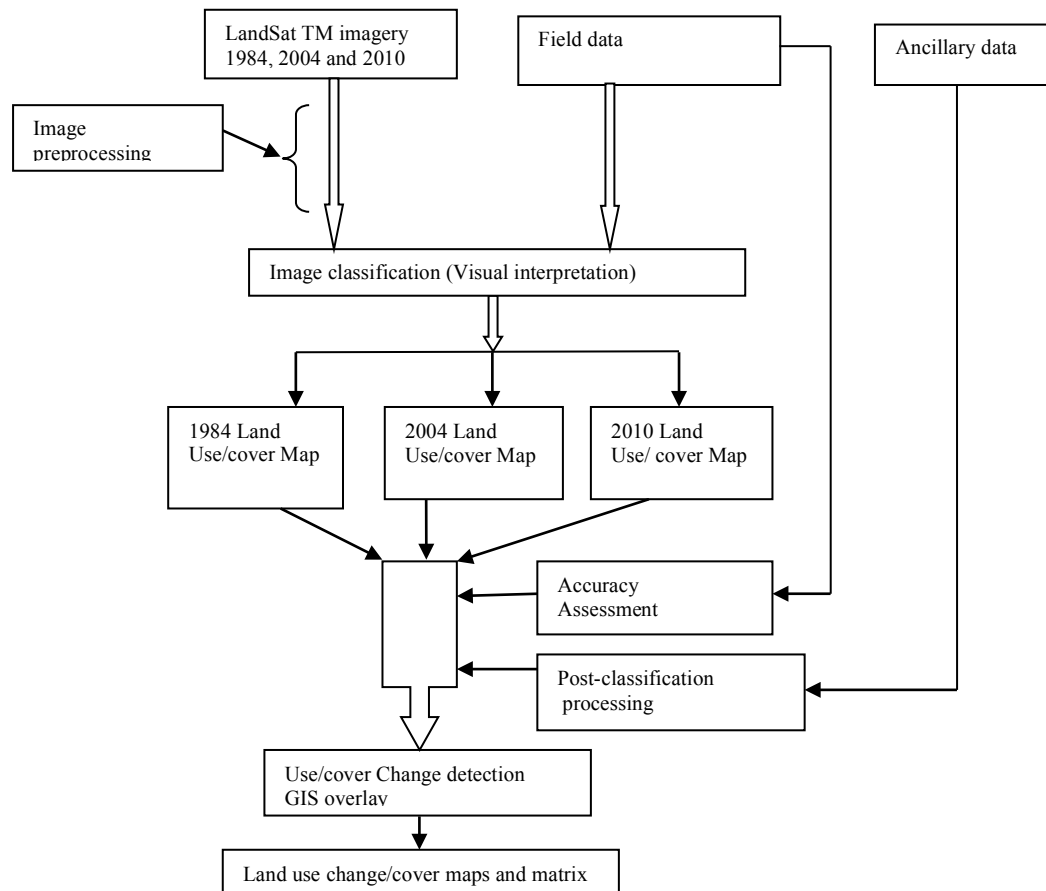 LandSat TM imagery
1984, 2004 and 2010
Field data
Ancillary data
Image
preprocessing
Image classification (Visual interpretation)
1984 Land
Use/cover Map
2004 Land
Use/cover Map
2010 Land
Use/ cover Map
Accuracy
Assessment
Post-classification
processing
Use/cover Change detection
GIS overlay
Land use change/cover maps and matrix